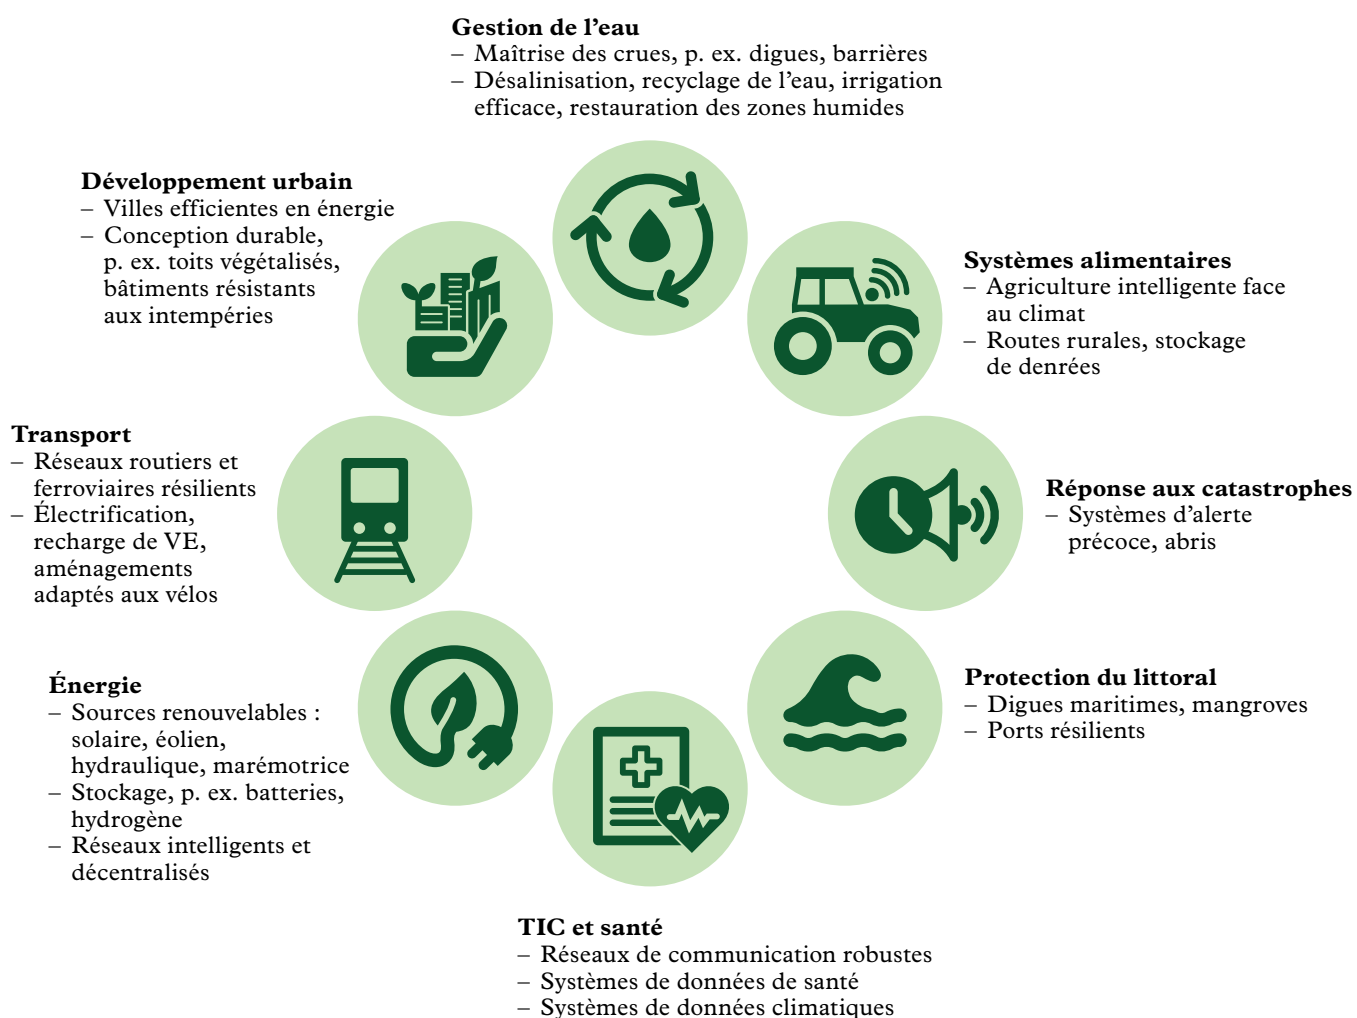 Gestion de l’eau
– Maîtrise des crues, p. ex. digues, barrières
– Désalinisation, recyclage de l’eau, irrigation
efficace, restauration des zones humides
Développement urbain
– Villes efficientes en énergie
– Conception durable,
p. ex. toits végétalisés,
bâtiments résistants
aux intempéries
Systèmes alimentaires
– Agriculture intelligente face
au climat
– Routes rurales, stockage
de denrées
Transport
– Réseaux routiers et
ferroviaires résilients
– Électrification,
recharge de VE,
aménagements
adaptés aux vélos
Réponse aux catastrophes
– Systèmes d’alerte
précoce, abris
Énergie
– Sources renouvelables :
solaire, éolien,
hydraulique, marémotrice
– Stockage, p. ex. batteries,
hydrogène
– Réseaux intelligents et
décentralisés
Protection du littoral
– Digues maritimes, mangroves
– Ports résilients
TIC et santé
– Réseaux de communication robustes
– Systèmes de données de santé
– Systèmes de données climatiques